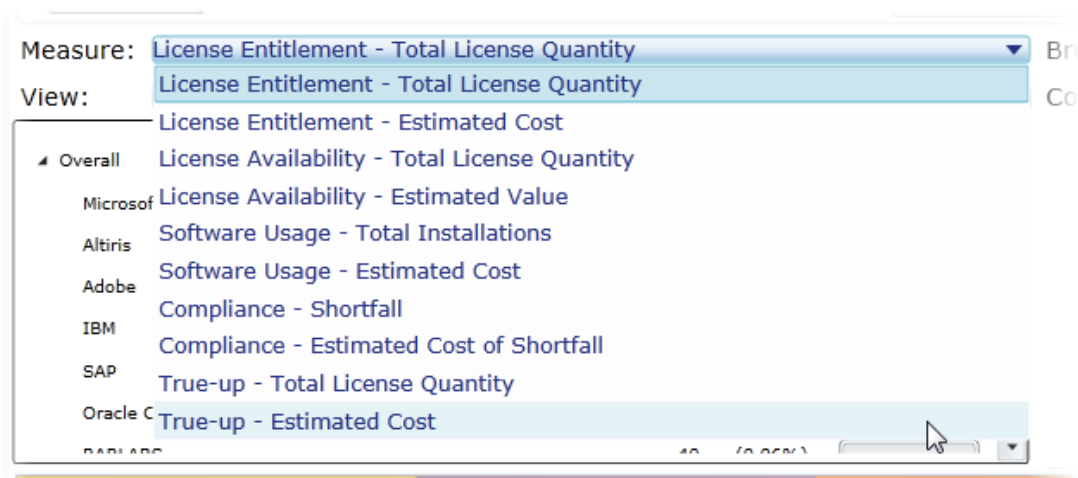 Measure: License Entitlement - Total License Quantity
License Entitlement - Total License Quantity
View:
License Entitlement - Estimated Cost
Overall License Availability - Total License Quantity
License Availability - Estimated Value
Altiris Software Usage - Total Installations
Software Usage - Estimated Cost
Adobe
Compliance - Shortfall
IBM
Compliance - Estimated Cost of Shortfall
SAP
True-up - Total License Quantity
Oracle
True-up - Estimated Cost